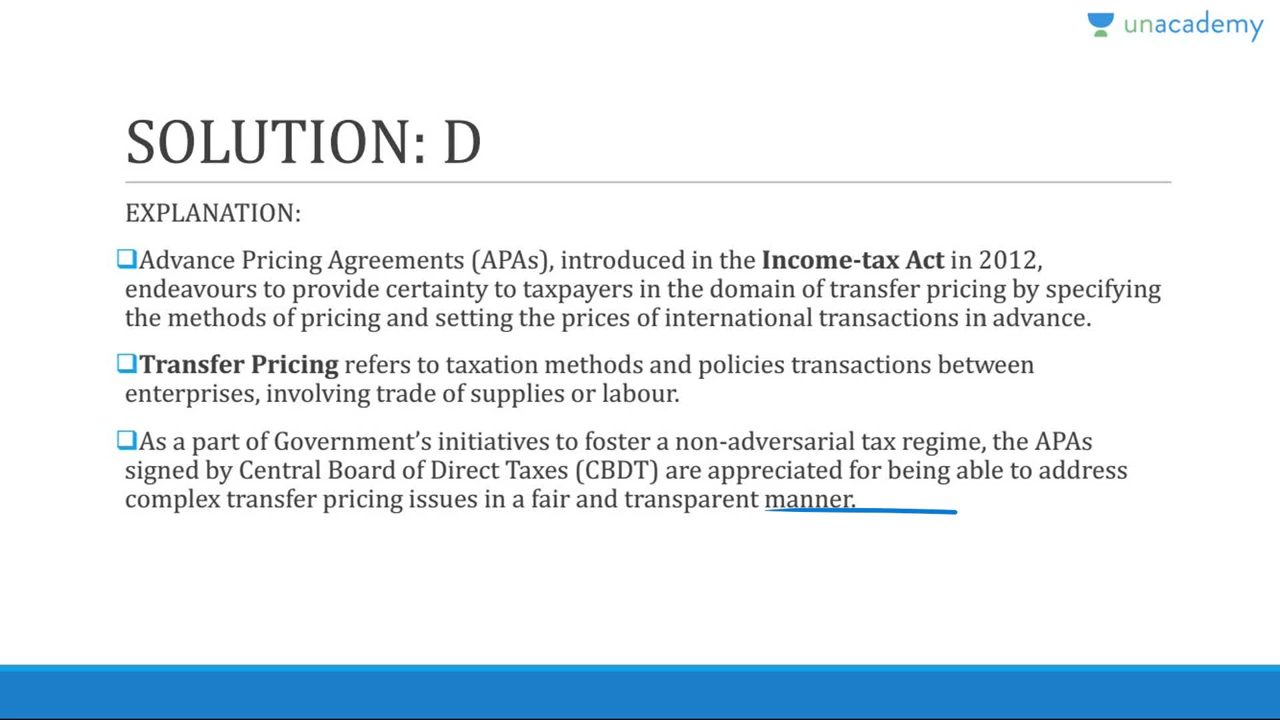 unacademy
SOLUTION: D
EXPLANATION:
Advance Pricing Agreements (APAs), introduced in the Income-tax Act in 2012,
endeavours to provide certainty to taxpayers in the domain of transfer pricing by specifying
the methods of pricing and setting the prices of international transactions in advance.
Transfer Pricing refers to taxation methods and policies transactions between
enterprises, involving trade of supplies or labour.
As a part of Government’s initiatives to foster a non-adversarial tax regime, the APAs
signed by Central Board of Direct Taxes (CBDT) are appreciated for being able to address
complex transfer pricing issues in a fair and transparent manner.